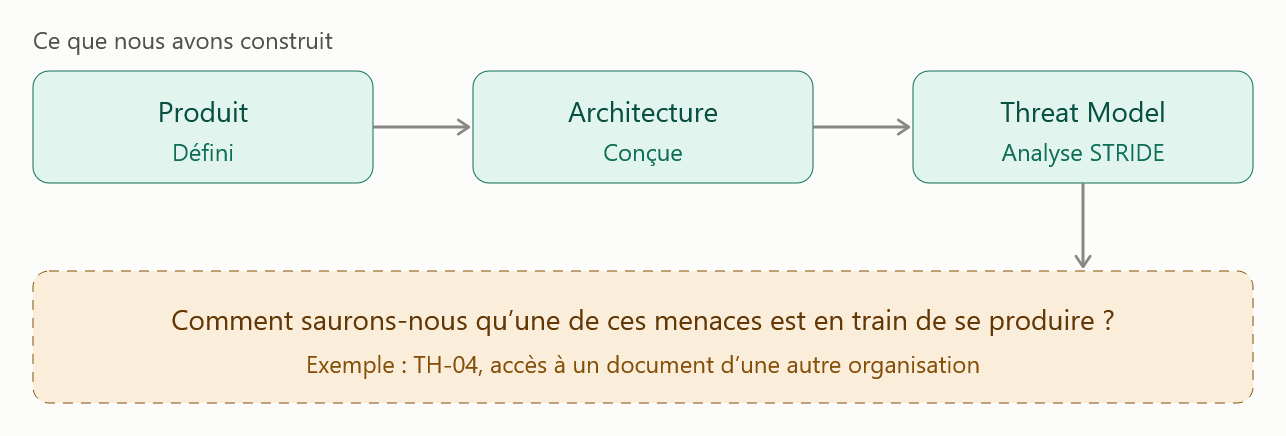 Ce que nous avons construit
Produit
Défini
Architecture
Conçue
Threat Model
Analyse STRIDE
Comment saurons-nous qu’une de ces menaces est en train de se produire ?
Exemple : TH-04, accès à un document d’une autre organisation